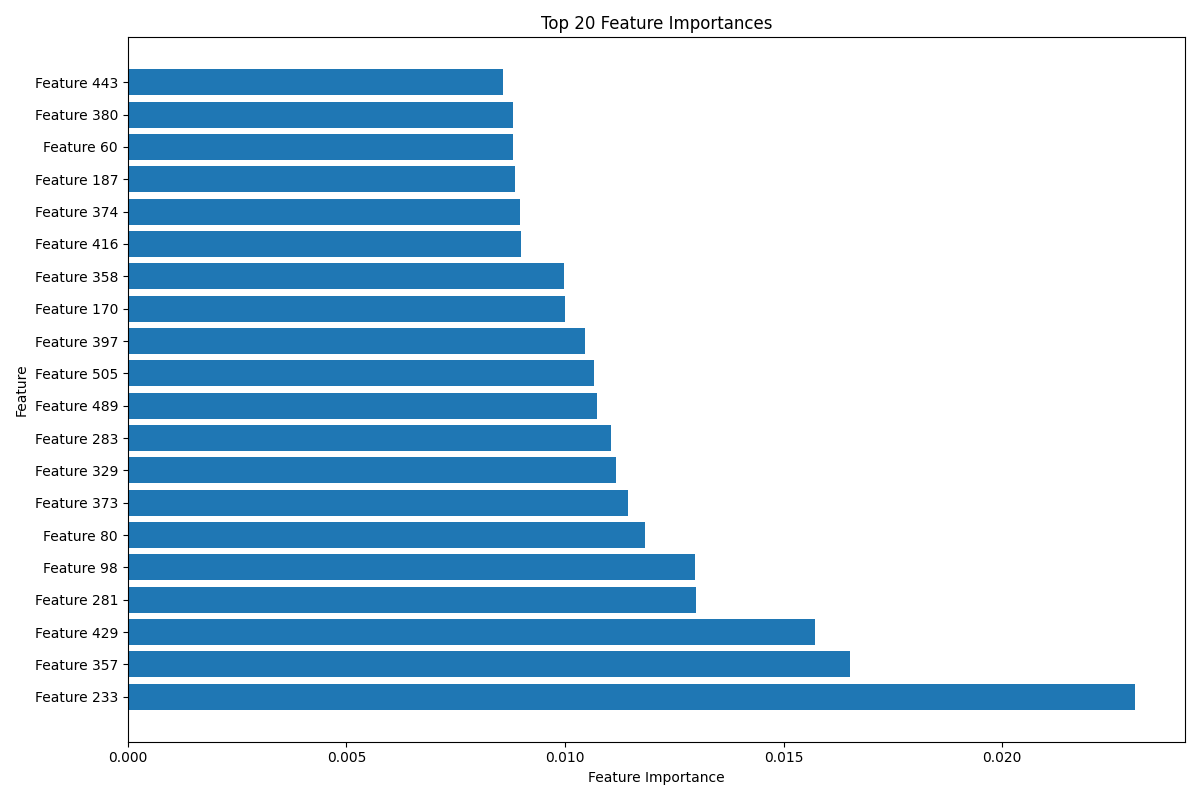 Top 20 Feature Importances
Feature
Feature 443
Feature 380
Feature 60
Feature 187
Feature 374
Feature 416
Feature 358
Feature 170
Feature 397
Feature 505
Feature 489
Feature 283
Feature 329
Feature 373
Feature 80
Feature 98
Feature 281
Feature 429
Feature 357
Feature 233
0.000 0.005 0.010 0.015 0.020
Feature Importance